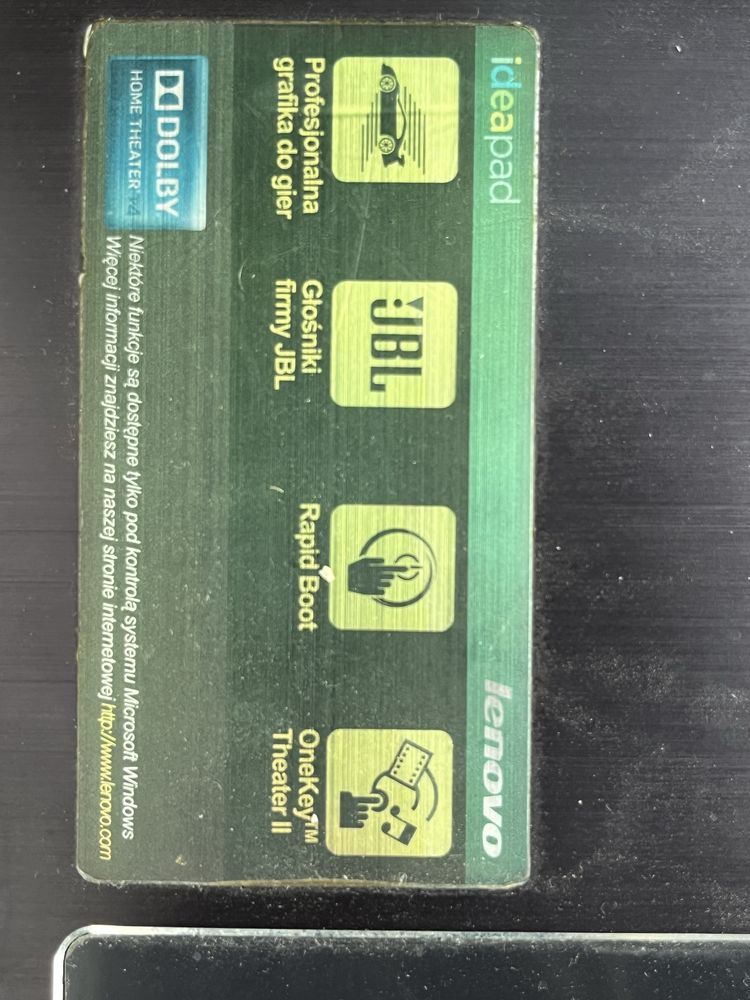 ideapad
lenovo
Profesjonalna
grafika do gier
JBL
Głośniki
firmy JBL
Rapid Boot
OneKey™
Theater II
DOLBY
HOME THEATER v4
Niektóre funkcje są dostępne tylko pod kontrolą systemu Microsoft Windows
Więcej informacji znajdziesz na naszej stronie internetowej http://www.lenovo.com